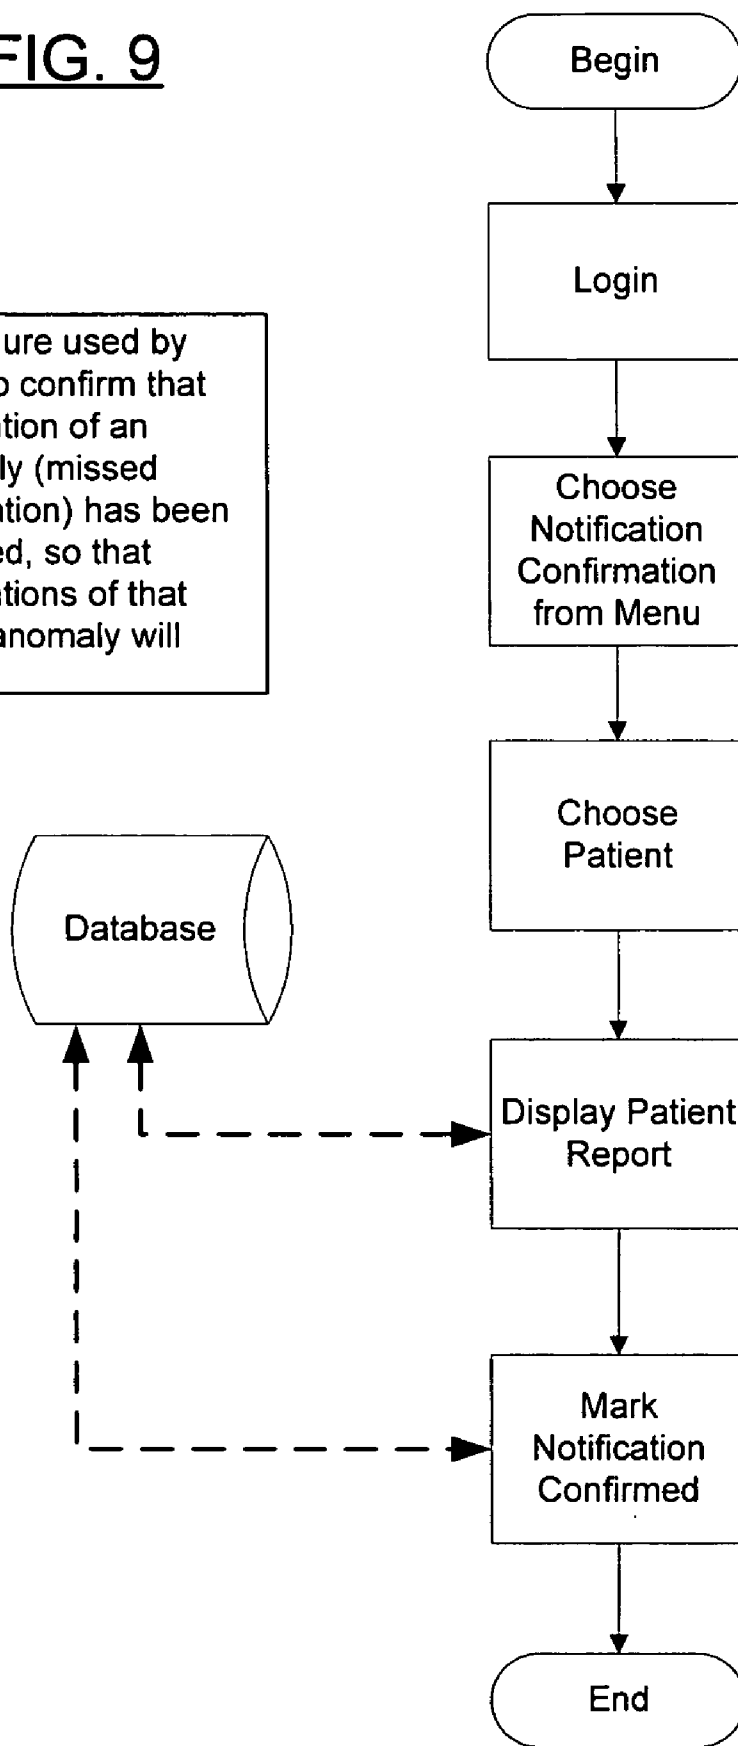 FIG. 9
Begin
Login
ure used by
o confirm that
tion of an
ly (missed
ation) has been
ed, so that
ations of that
anomaly will
Choose
Notification
Confirmation
from Menu
Choose
Patient
Database
Display Patient
Report
Mark
Notification
Confirmed
End